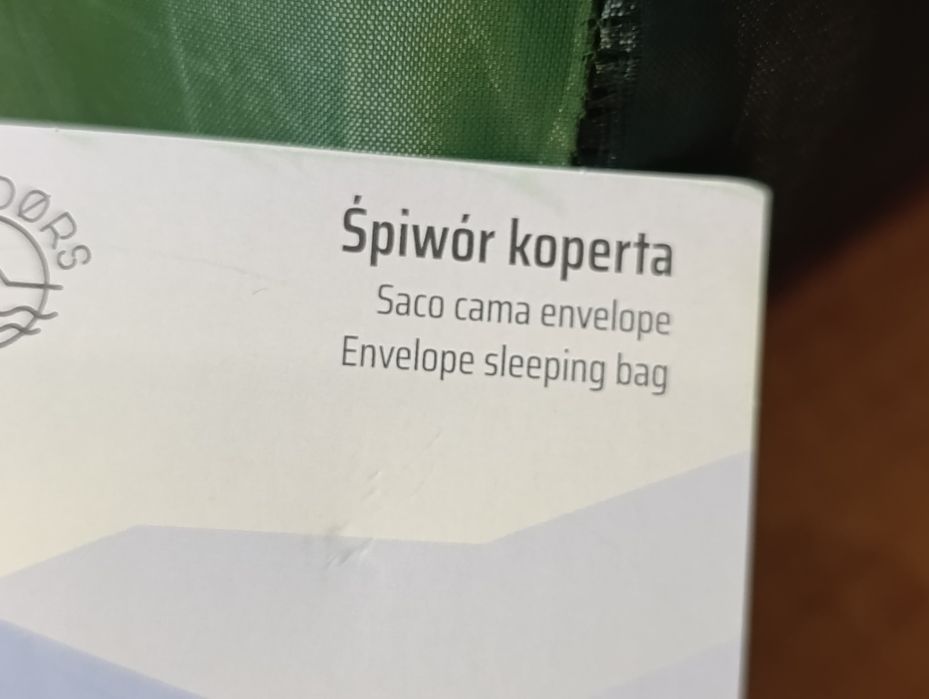 Śpiwór koperta
Saco cama envelope
Envelope sleeping bag